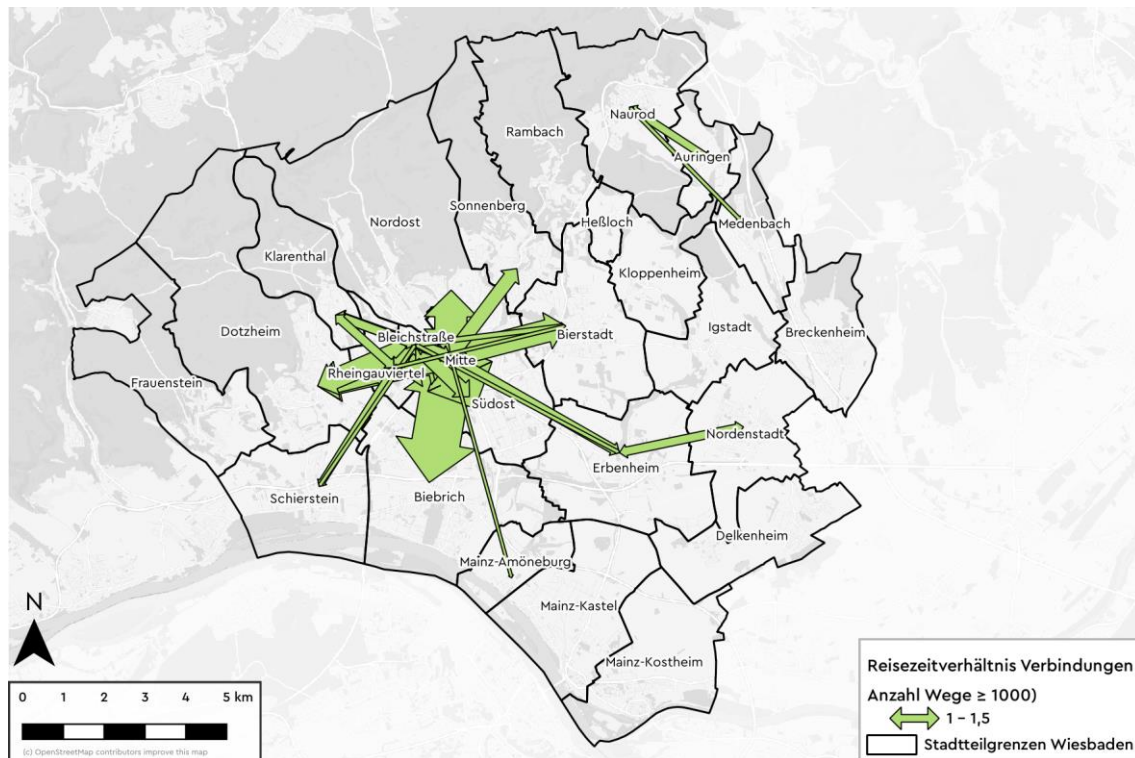 Naurod
Rambach
Auringen
Sonnenberg
Heßloch
Medenbach
Nordost
Klarenthal
Kloppenheim
Igstadt
Breckenheim
Dotzheim
Bleichstraße
Bierstadt
Mitte
Rheingauviertel
Frauenstein
Südost
Nordenstadt
Erbenheim
Schierstein
Biebrich
Delkenheim
Mainz-Amöneburg
Mainz-Kastel
Mainz-Kostheim
N
0 1 2 3 4 5 km
(c) OpenStreetMap contributors improve this map
Reisezeitverhältnis Verbindungen
Anzahl Wege ≥ 1000)
1 – 1,5
Stadtteilgrenzen Wiesbaden